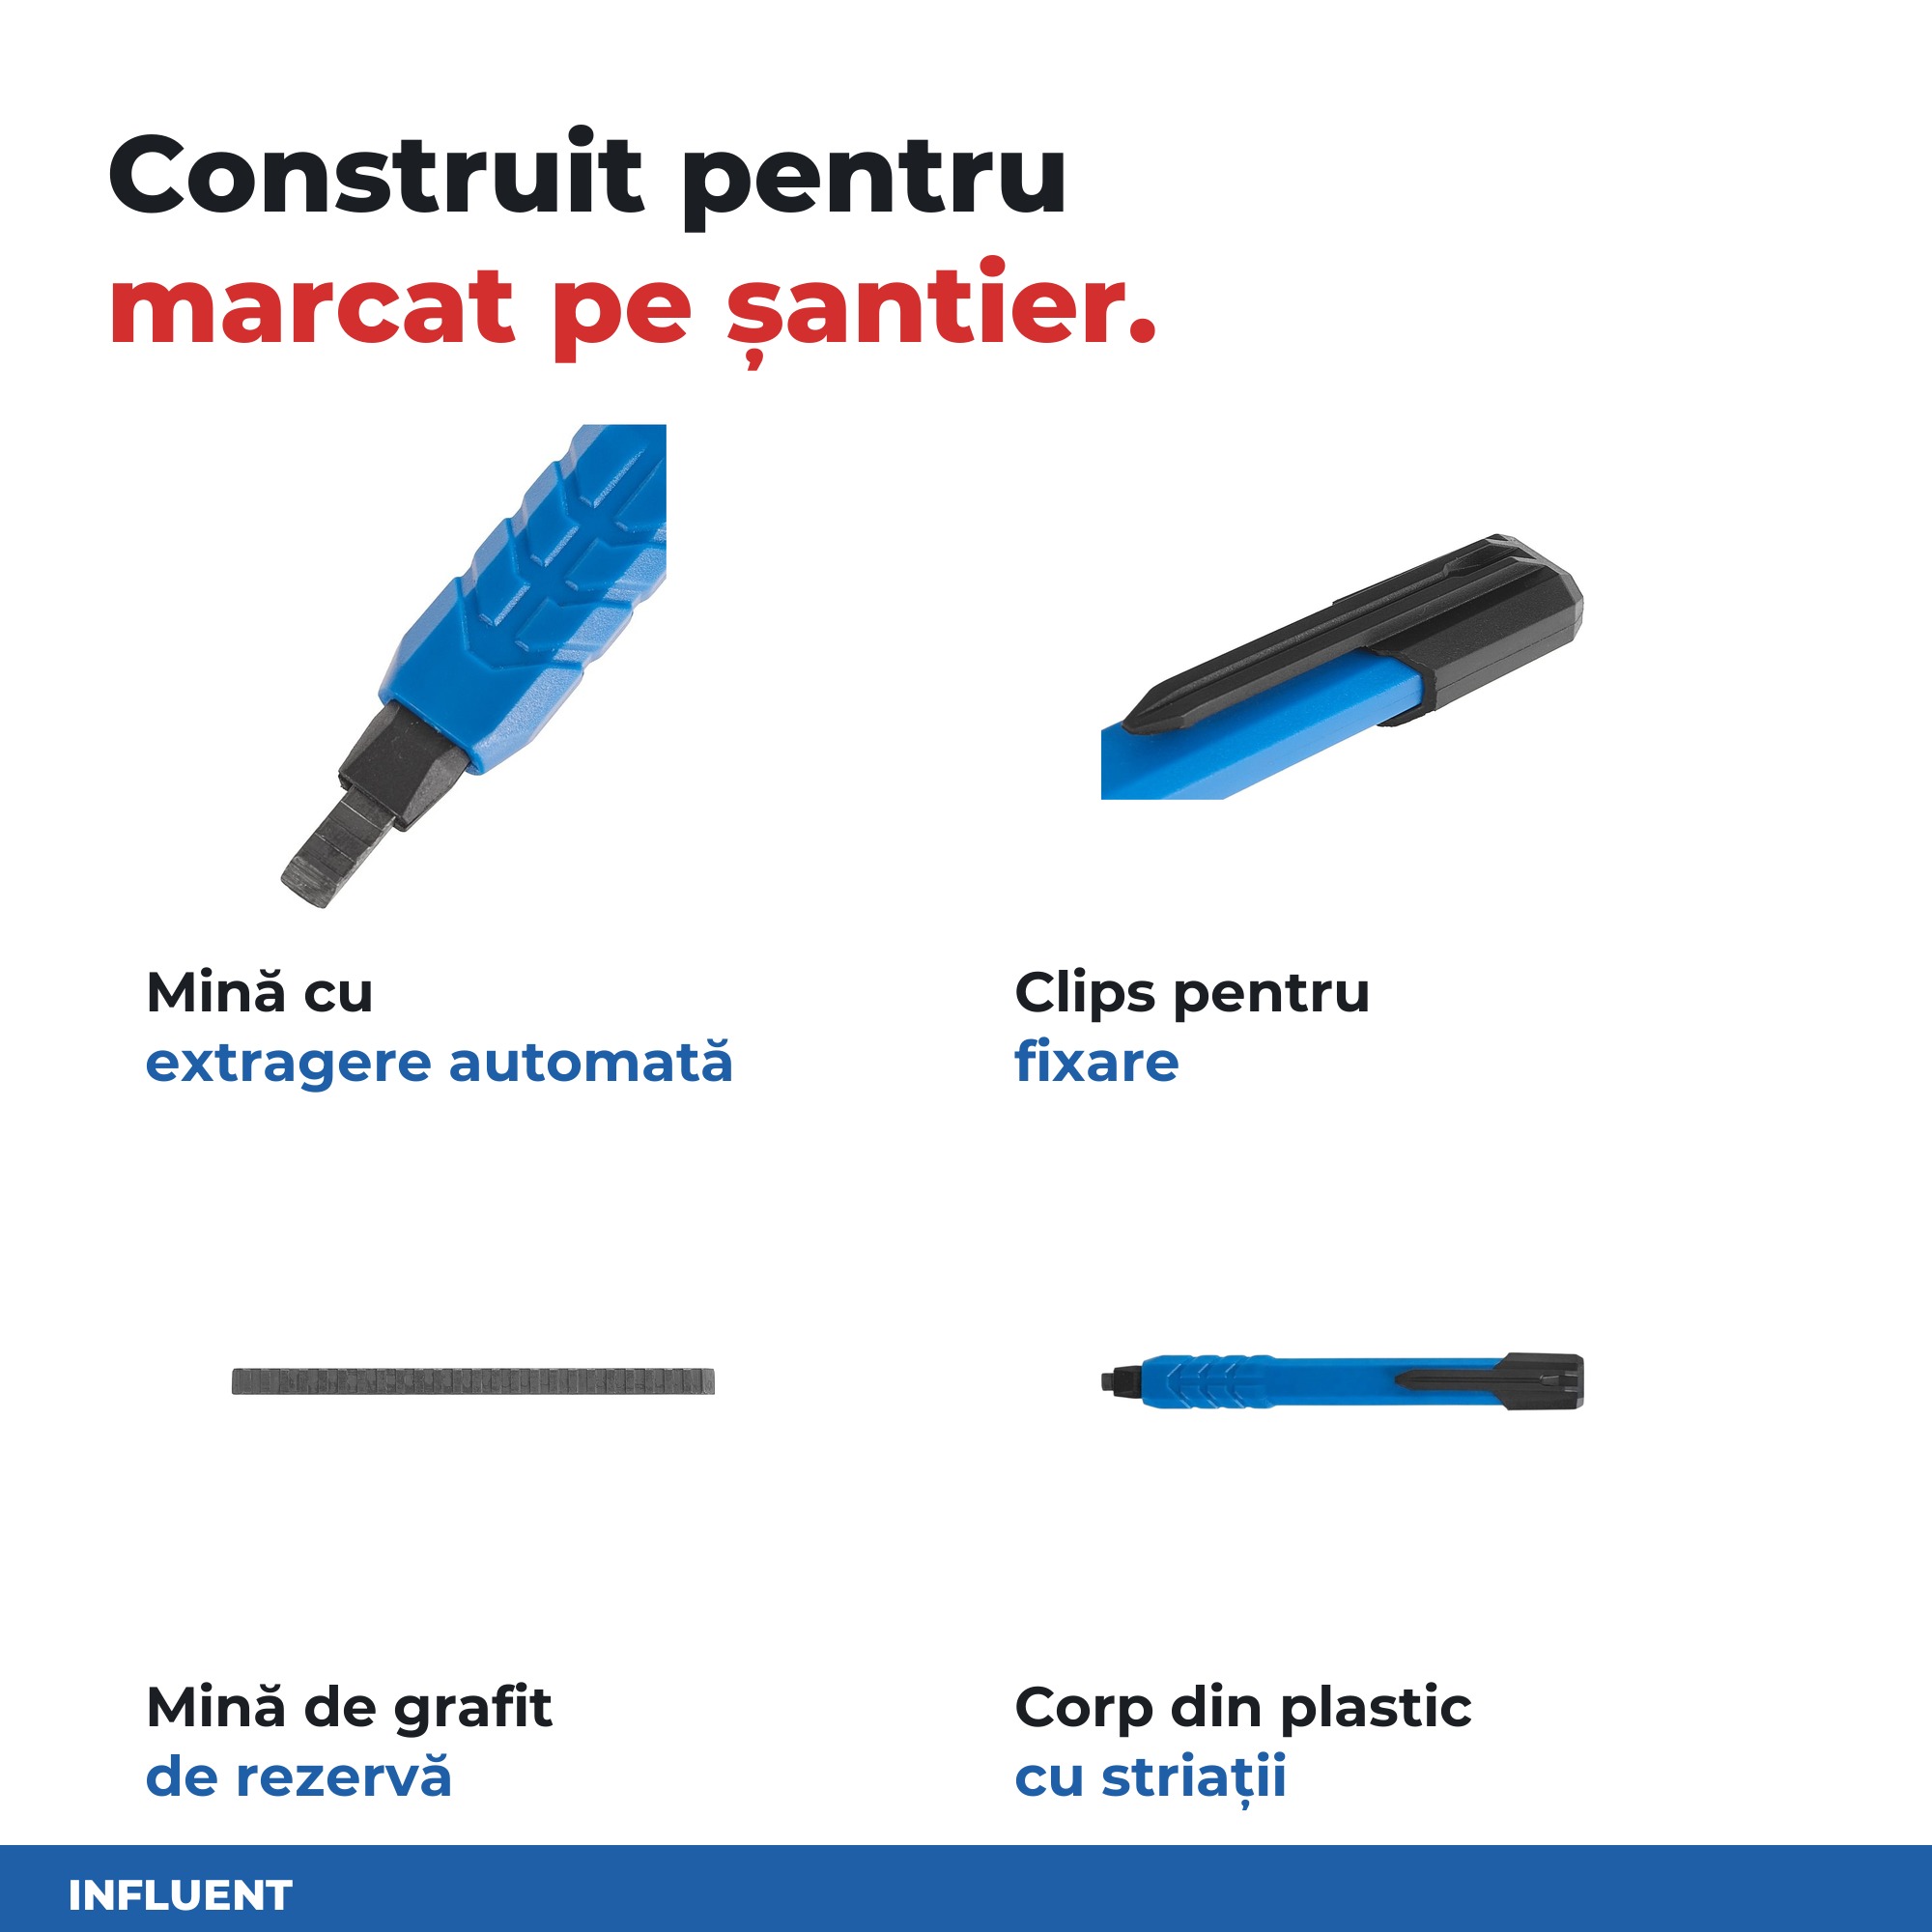 Construit pentru
marcat pe șantier.
Mină cu
extragere automată
Clips pentru
fixare
Mină de grafit
de rezervă
Corp din plastic
cu striații
INFLUENT